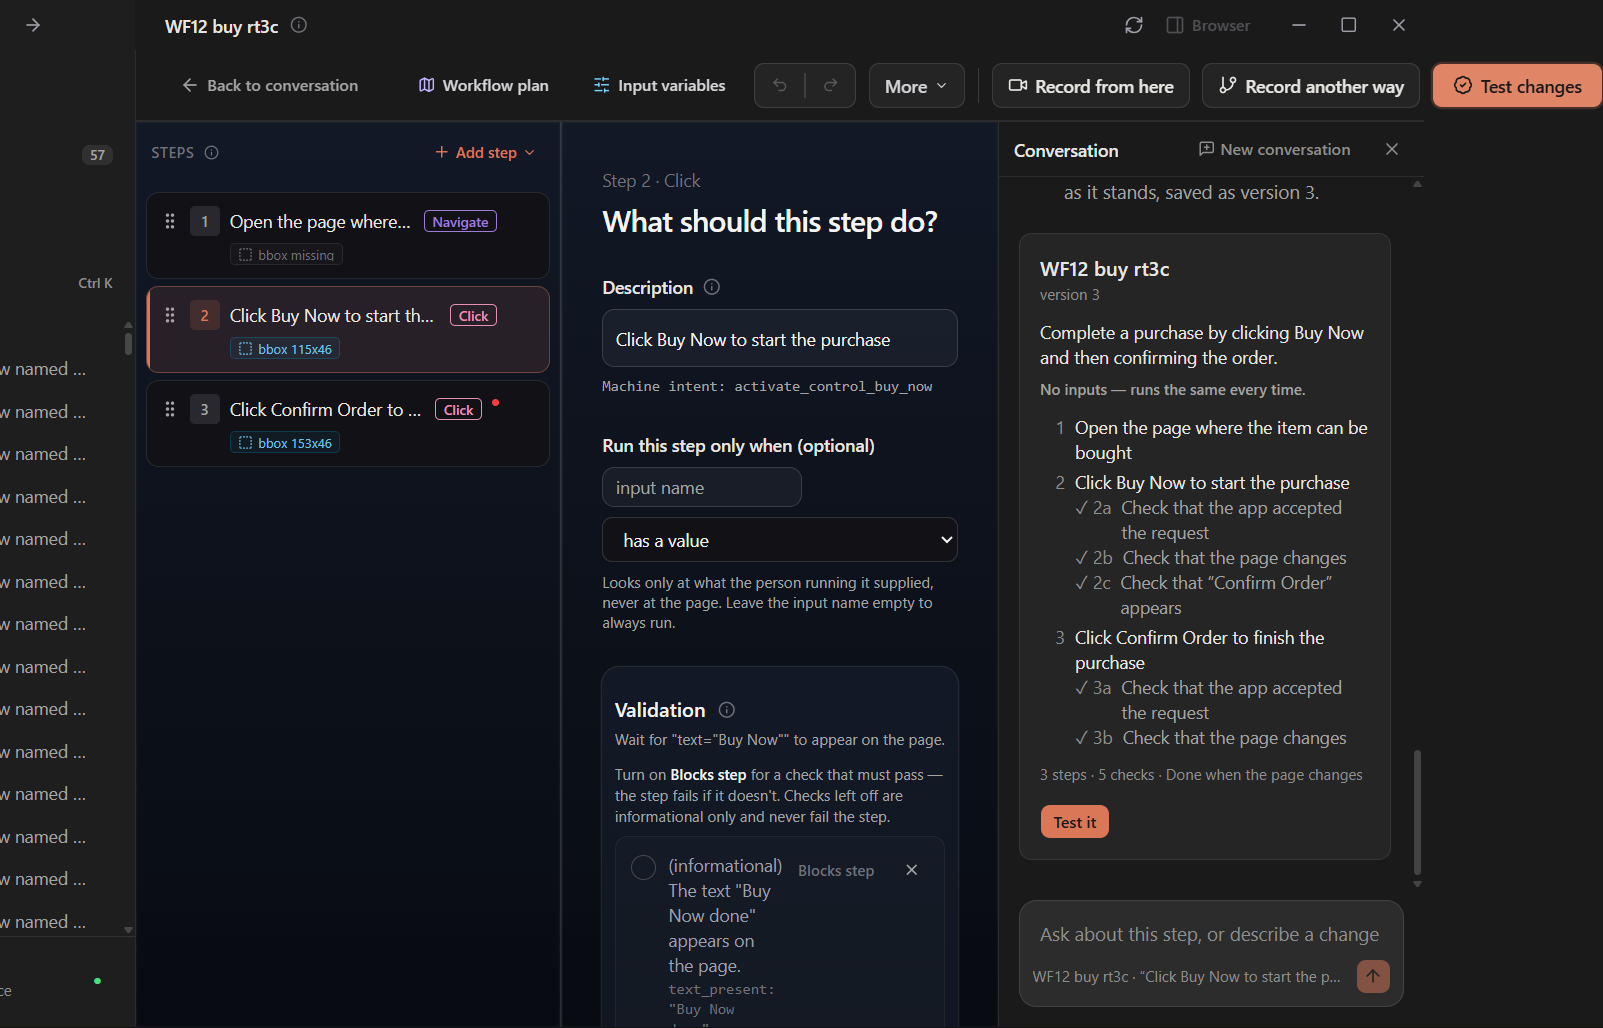 WF12 buy rt3c
Browser
Back to conversation
Workflow plan
Input variables
More
Record from here
Record another way
Test changes
57
Ctrl K
w named ...
w named ...
w named ...
w named ...
w named ...
w named ...
w named ...
w named ...
w named ...
w named ...
w named ...
w named ...
w named ...
w named ...
ce
STEPS
Add step
1 Open the page where... Navigate
bbox missing
2 Click Buy Now to start th... Click
bbox 115x46
3 Click Confirm Order to ... Click
bbox 153x46
Step 2 · Click
What should this step do?
Description
Click Buy Now to start the purchase
Machine intent: activate_control_buy_now
Run this step only when (optional)
input name
has a value
Looks only at what the person running it supplied,
never at the page. Leave the input name empty to
always run.
Validation
Wait for "text="Buy Now"" to appear on the page.
Turn on Blocks step for a check that must pass —
the step fails if it doesn't. Checks left off are
informational only and never fail the step.
(informational)
The text "Buy
Now done"
appears on
the page.
Blocks step
text_present:
"Buy Now
Conversation
New conversation
as it stands, saved as version 3.
WF12 buy rt3c
version 3
Complete a purchase by clicking Buy Now
and then confirming the order.
No inputs — runs the same every time.
1 Open the page where the item can be
bought
2 Click Buy Now to start the purchase
✓ 2a Check that the app accepted
the request
✓ 2b Check that the page changes
✓ 2c Check that “Confirm Order”
appears
3 Click Confirm Order to finish the
purchase
✓ 3a Check that the app accepted
the request
✓ 3b Check that the page changes
3 steps · 5 checks · Done when the page changes
Test it
Ask about this step, or describe a change
WF12 buy rt3c · “Click Buy Now to start the p...